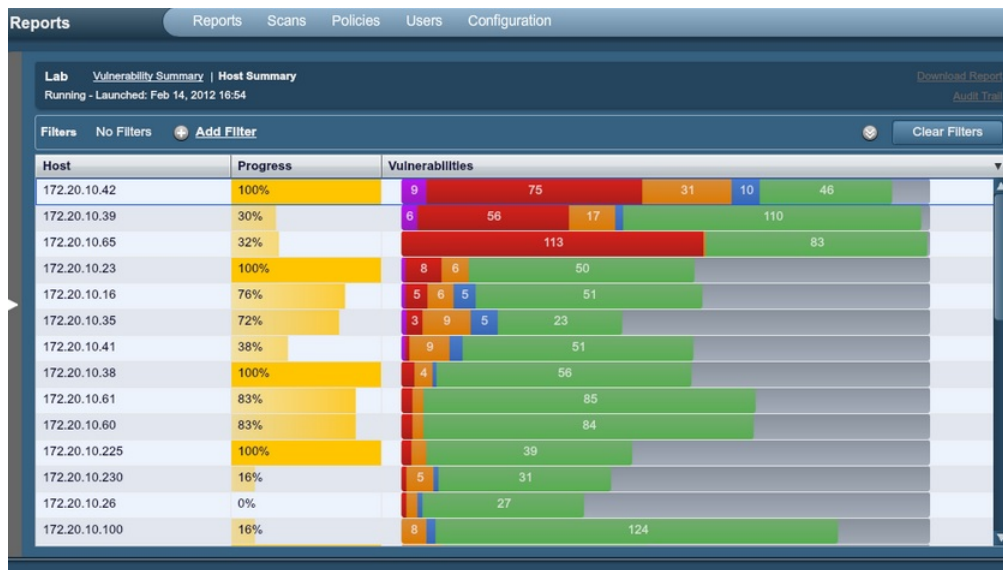 Reports Reports Scans Policies Users Configuration
Lab Vulnerability Summary | Host Summary Download Report
Running - Launched: Feb 14, 2012 16:54 Audit Trail
Filters No Filters Add Filter Clear Filters
Host Progress Vulnerabilities
172.20.10.42 100% 9 75 31 10 46
172.20.10.39 30% 6 56 17 110
172.20.10.65 32% 113 83
172.20.10.23 100% 8 6 50
172.20.10.16 76% 5 6 5 51
172.20.10.35 72% 3 9 5 23
172.20.10.41 38% 9 51
172.20.10.38 100% 4 56
172.20.10.61 83% 85
172.20.10.60 83% 84
172.20.10.225 100% 39
172.20.10.230 16% 5 31
172.20.10.26 0% 27
172.20.10.100 16% 8 124